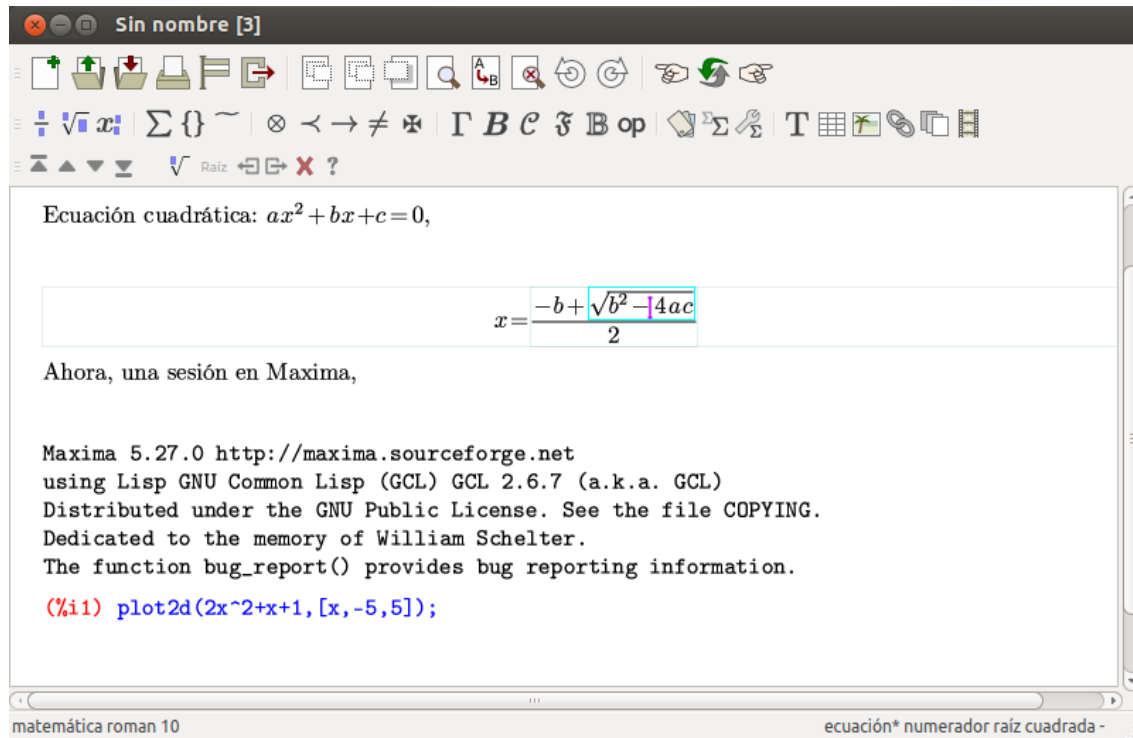 Sin nombre [3]
Raíz
Ecuación cuadrática: ax² + bx + c = 0,
x = (-b + √(b² − 4ac)) / 2
Ahora, una sesión en Maxima,
Maxima 5.27.0 http://maxima.sourceforge.net
using Lisp GNU Common Lisp (GCL) GCL 2.6.7 (a.k.a. GCL)
Distributed under the GNU Public License. See the file COPYING.
Dedicated to the memory of William Schelter.
The function bug_report() provides bug reporting information.
(%i1) plot2d(2x^2+x+1,[x,-5,5]);
matemática roman 10
ecuación* numerador raíz cuadrada -